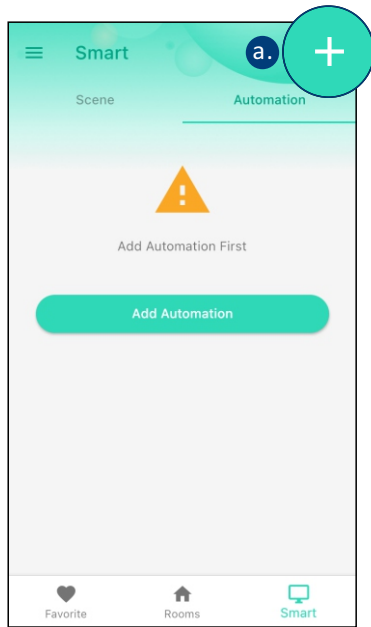 Smart
a.
Scene Automation
Add Automation First
Add Automation
Favorite Rooms Smart